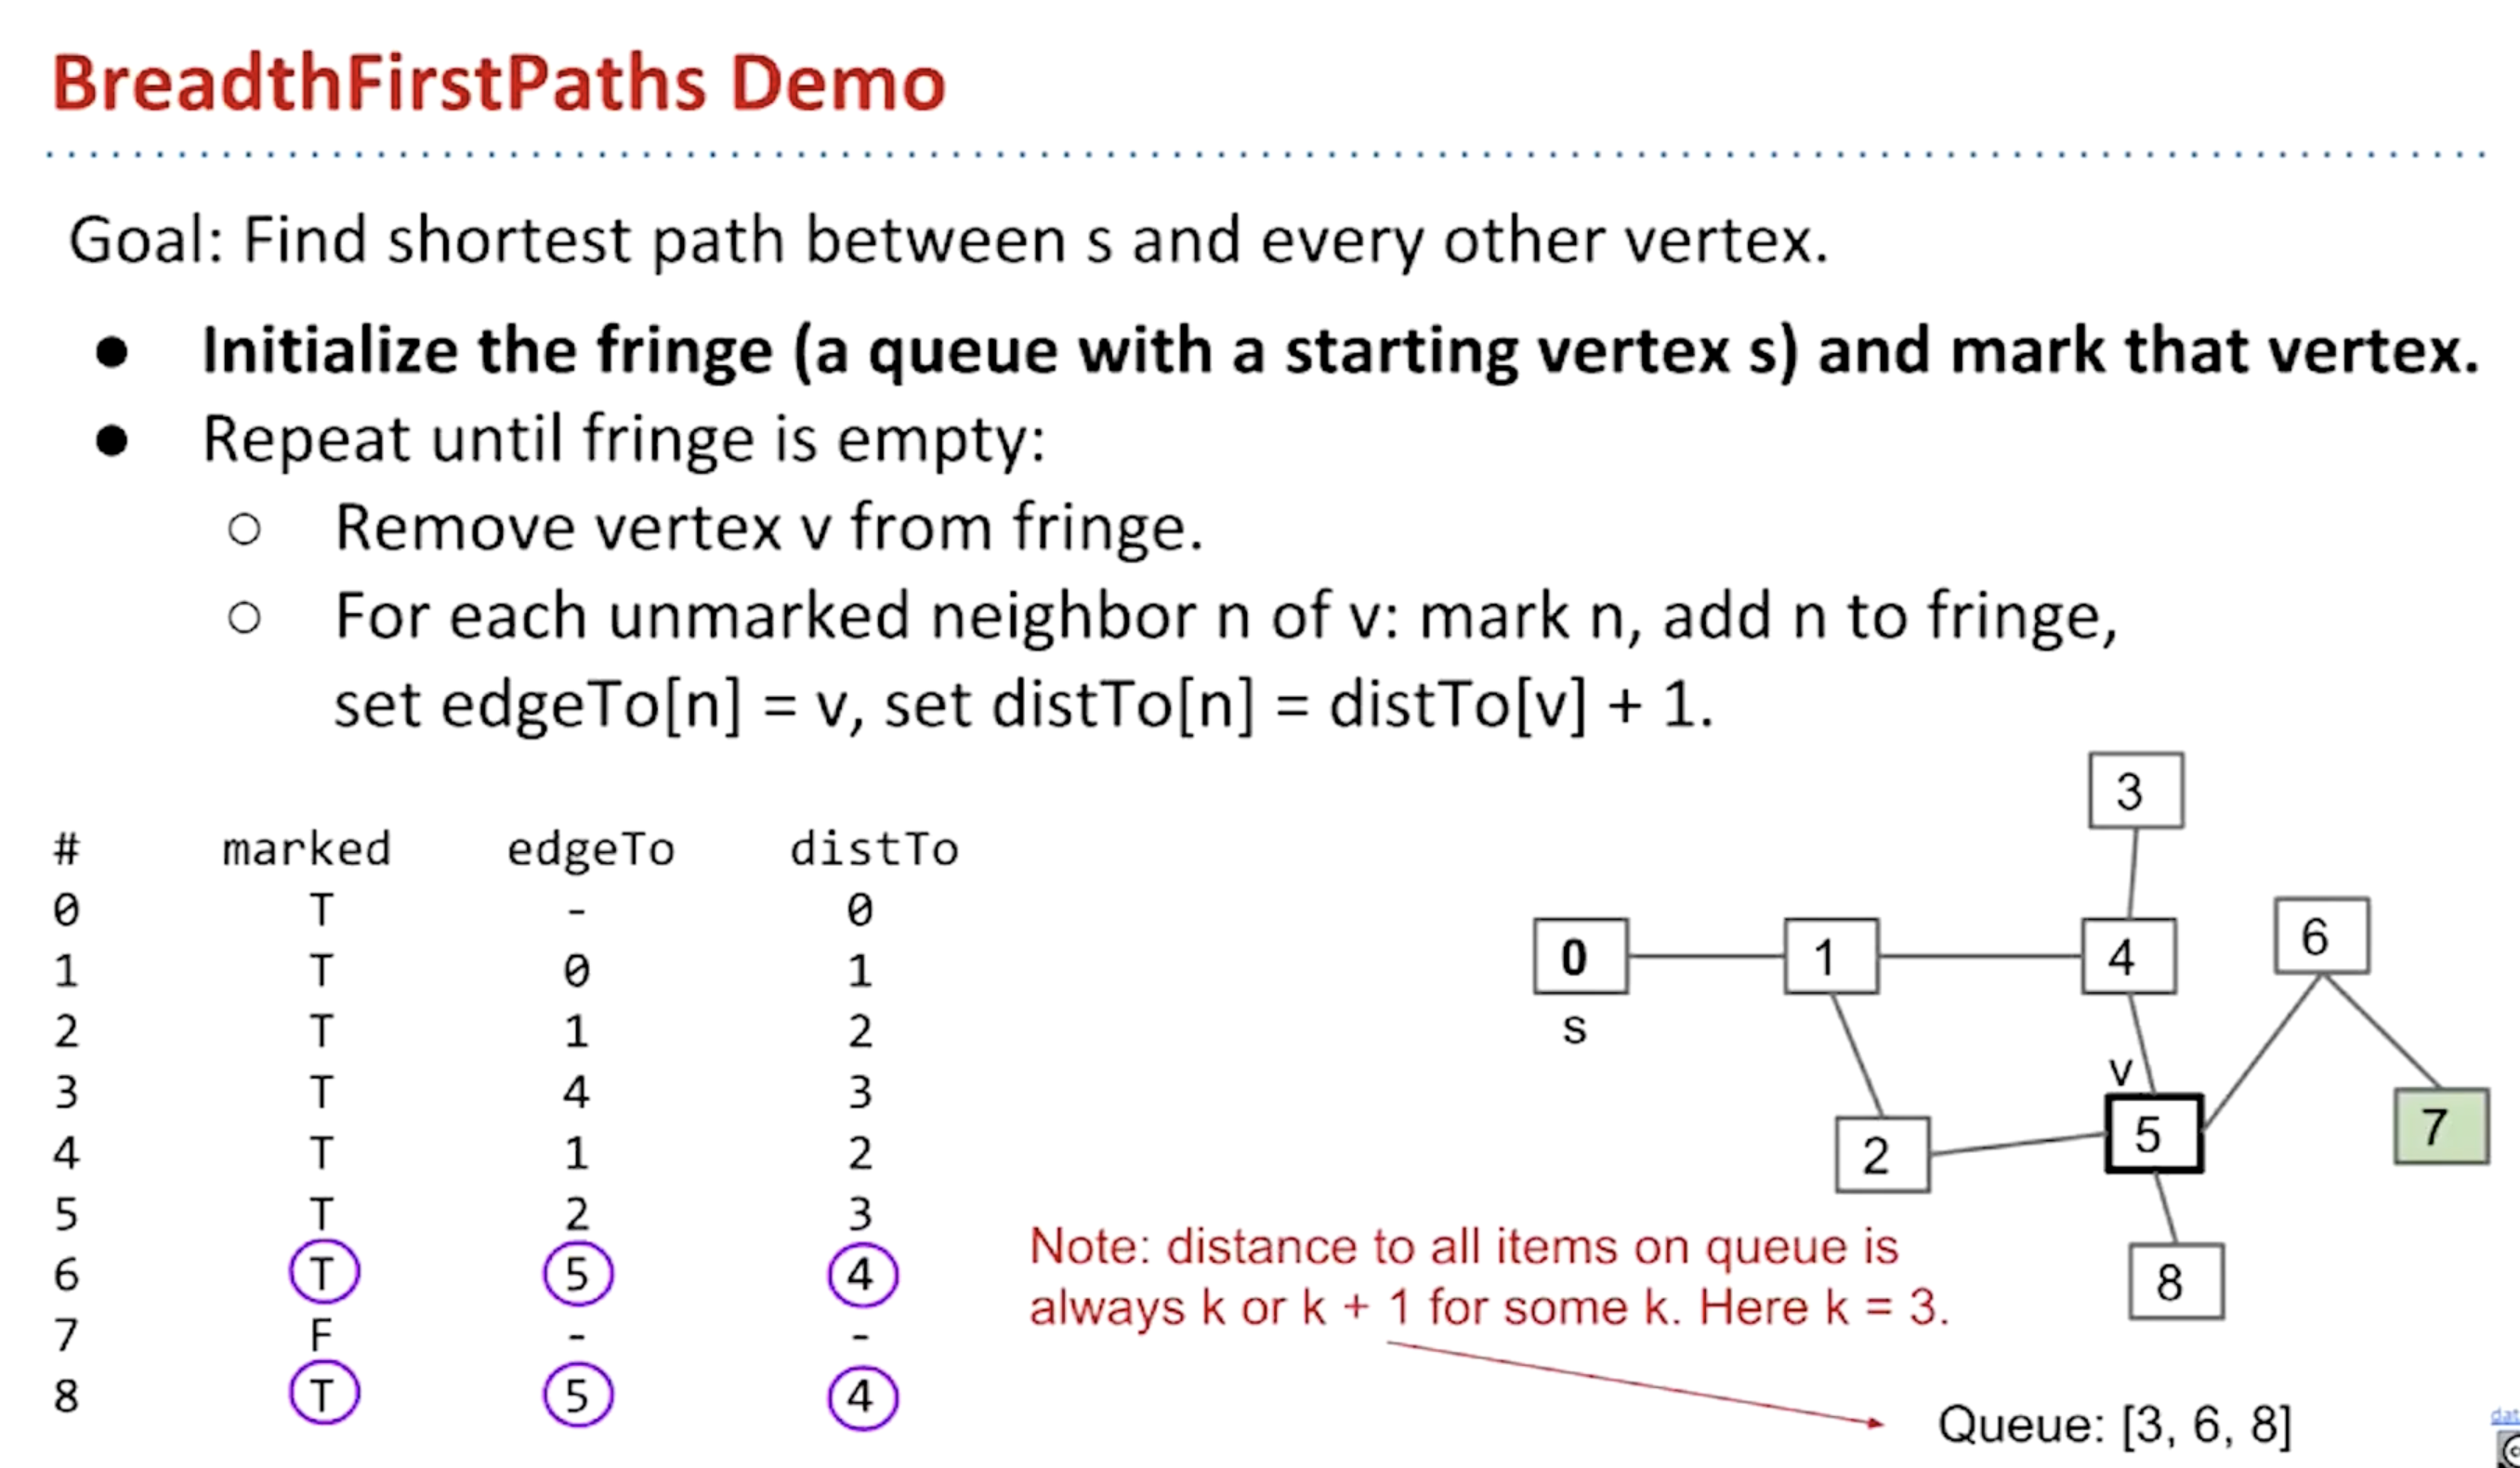 BreadthFirstPaths Demo
Goal: Find shortest path between s and every other vertex.
● Initialize the fringe (a queue with a starting vertex s) and mark that vertex.
● Repeat until fringe is empty:
○ Remove vertex v from fringe.
○ For each unmarked neighbor n of v: mark n, add n to fringe,
set edgeTo[n] = v, set distTo[n] = distTo[v] + 1.
# marked edgeTo distTo
0 T - 0
1 T 0 1
2 T 1 2
3 T 4 3
4 T 1 2
5 T 2 3
6 T 5 4
7 F - -
8 T 5 4
3
0 1 4 6
s
v
2 5 7
8
Note: distance to all items on queue is
always k or k + 1 for some k. Here k = 3.
Queue: [3, 6, 8]